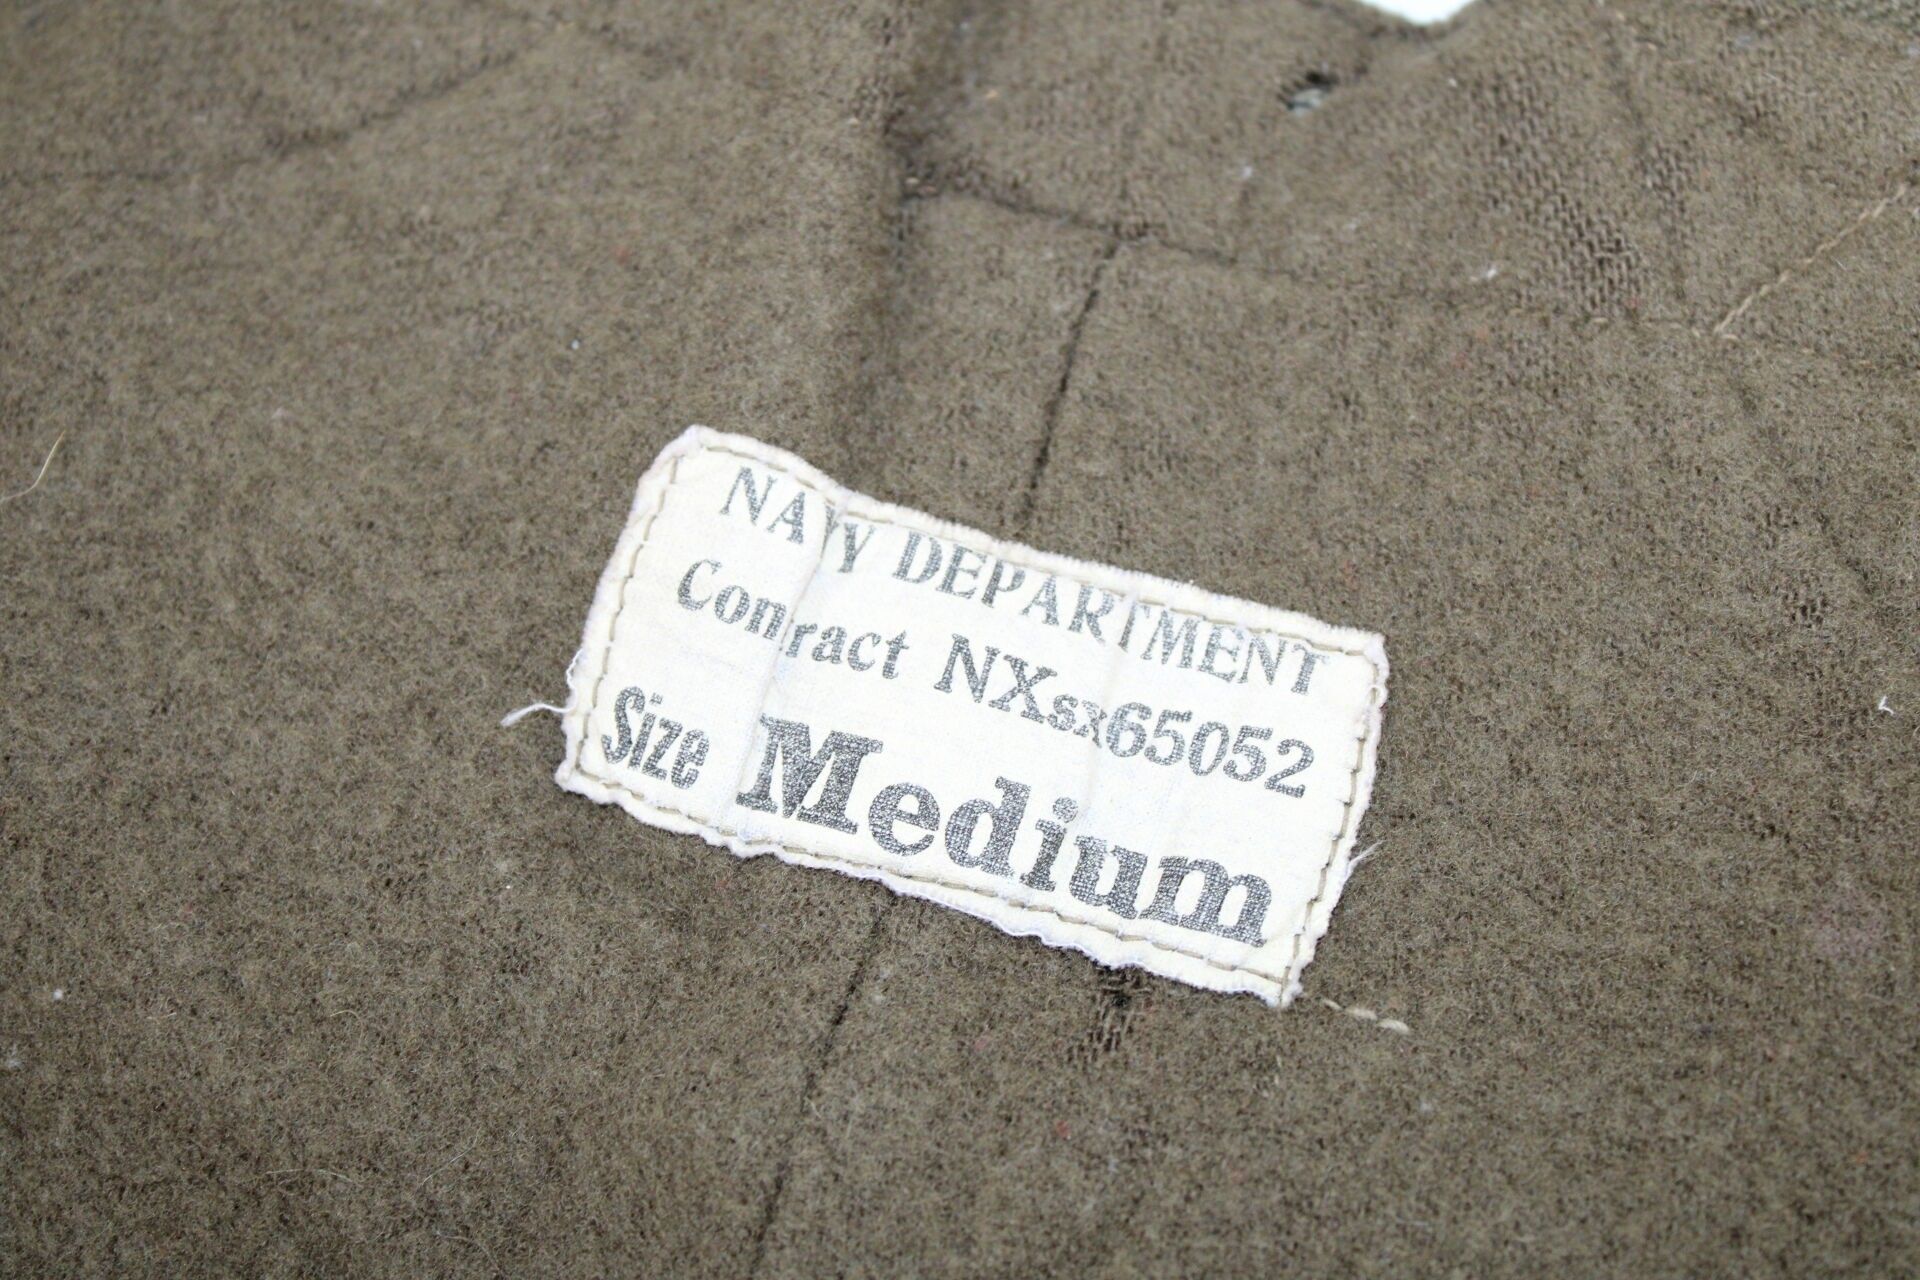 NAVY DEPARTMENT
Contract NXsx65052
Size Medium